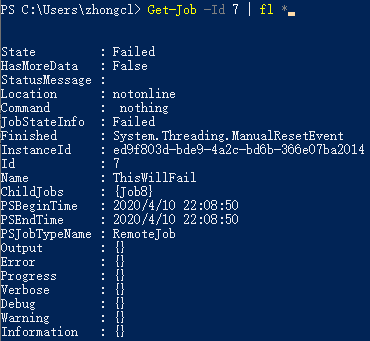 PS C:\Users\zhongcl> Get-Job -Id 7 | fl *
State         : Failed
HasMoreData   : False
StatusMessage :
Location      : notonline
Command       :  nothing
JobStateInfo  : Failed
Finished      : System.Threading.ManualResetEvent
InstanceId    : ed9f803d-bde9-4a2c-bd6b-366e07ba2014
Id            : 7
Name          : ThisWillFail
ChildJobs     : {Job8}
PSBeginTime   : 2020/4/10 22:08:50
PSEndTime     : 2020/4/10 22:08:50
PSJobTypeName : RemoteJob
Output        : {}
Error         : {}
Progress      : {}
Verbose       : {}
Debug         : {}
Warning       : {}
Information   : {}